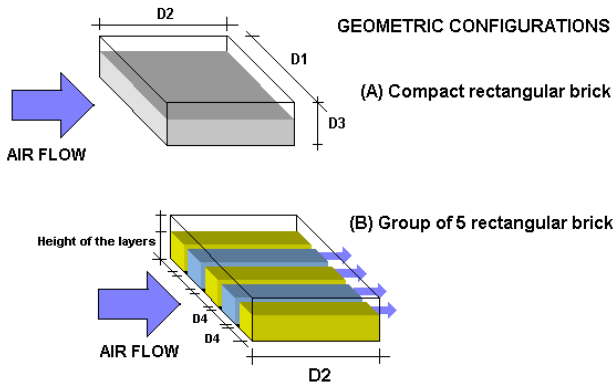 D2
GEOMETRIC CONFIGURATIONS
D1
(A) Compact rectangular brick
D3
AIR FLOW
(B) Group of 5 rectangular brick
Height of the layers
D4
D4
AIR FLOW
D2